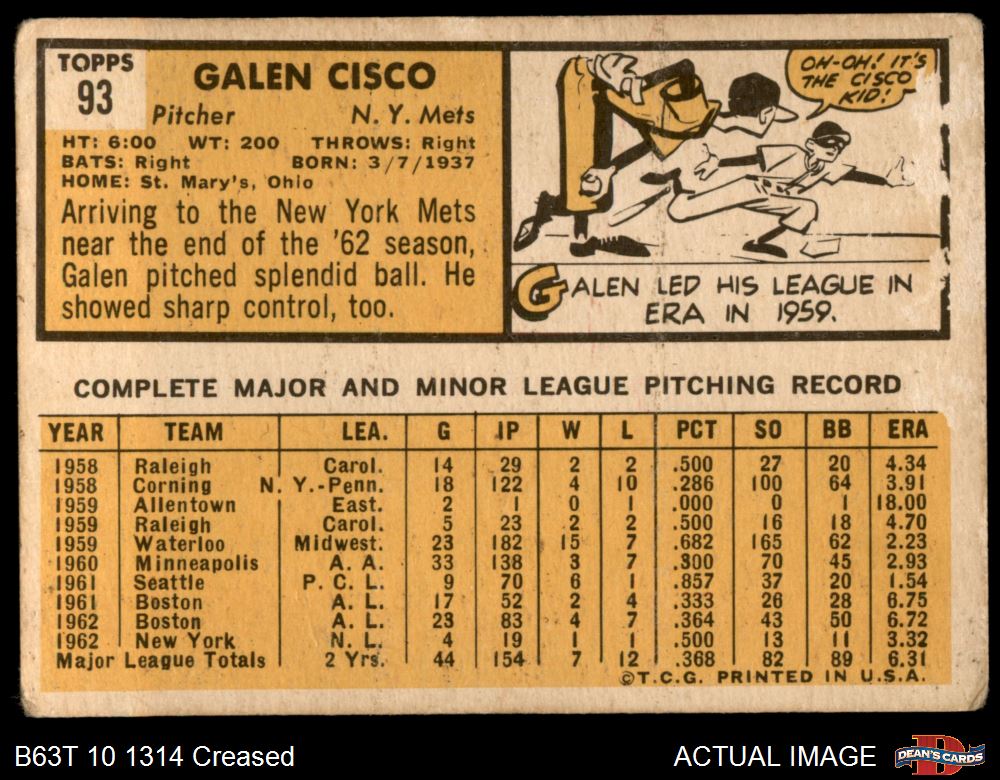 TOPPS
93
GALEN CISCO
Pitcher N. Y. Mets
HT: 6:00 WT: 200 THROWS: Right
BATS: Right BORN: 3/7/1937
HOME: St. Mary's, Ohio
Arriving to the New York Mets
near the end of the '62 season,
Galen pitched splendid ball. He
showed sharp control, too.
OH-OH! IT'S
THE CISCO
KID!
GALEN LED HIS LEAGUE IN
ERA IN 1959.
COMPLETE MAJOR AND MINOR LEAGUE PITCHING RECORD
YEAR TEAM LEA. G IP W L PCT SO BB ERA
1958 Raleigh Carol. 14 29 2 2 .500 27 20 4.34
1958 Corning N. Y.-Penn. 18 122 4 10 .286 100 64 3.91
1959 Allentown East. 2 1 0 1 .000 0 1 18.00
1959 Raleigh Carol. 5 23 2 2 .500 16 18 4.70
1959 Waterloo Midwest. 23 182 15 7 .682 165 62 2.23
1960 Minneapolis A. A. 33 138 3 7 .300 70 45 2.93
1961 Seattle P. C. L. 9 70 6 1 .857 37 20 1.54
1961 Boston A. L. 17 52 2 4 .333 26 28 6.75
1962 Boston A. L. 23 83 4 7 .364 43 50 6.72
1962 New York N. L. 4 19 1 1 .500 13 11 3.32
Major League Totals 2 Yrs. 44 154 7 12 .368 82 89 6.31
©T.C.G. PRINTED IN U.S.A.
B63T 10 1314 Creased ACTUAL IMAGE DEAN'S CARDS